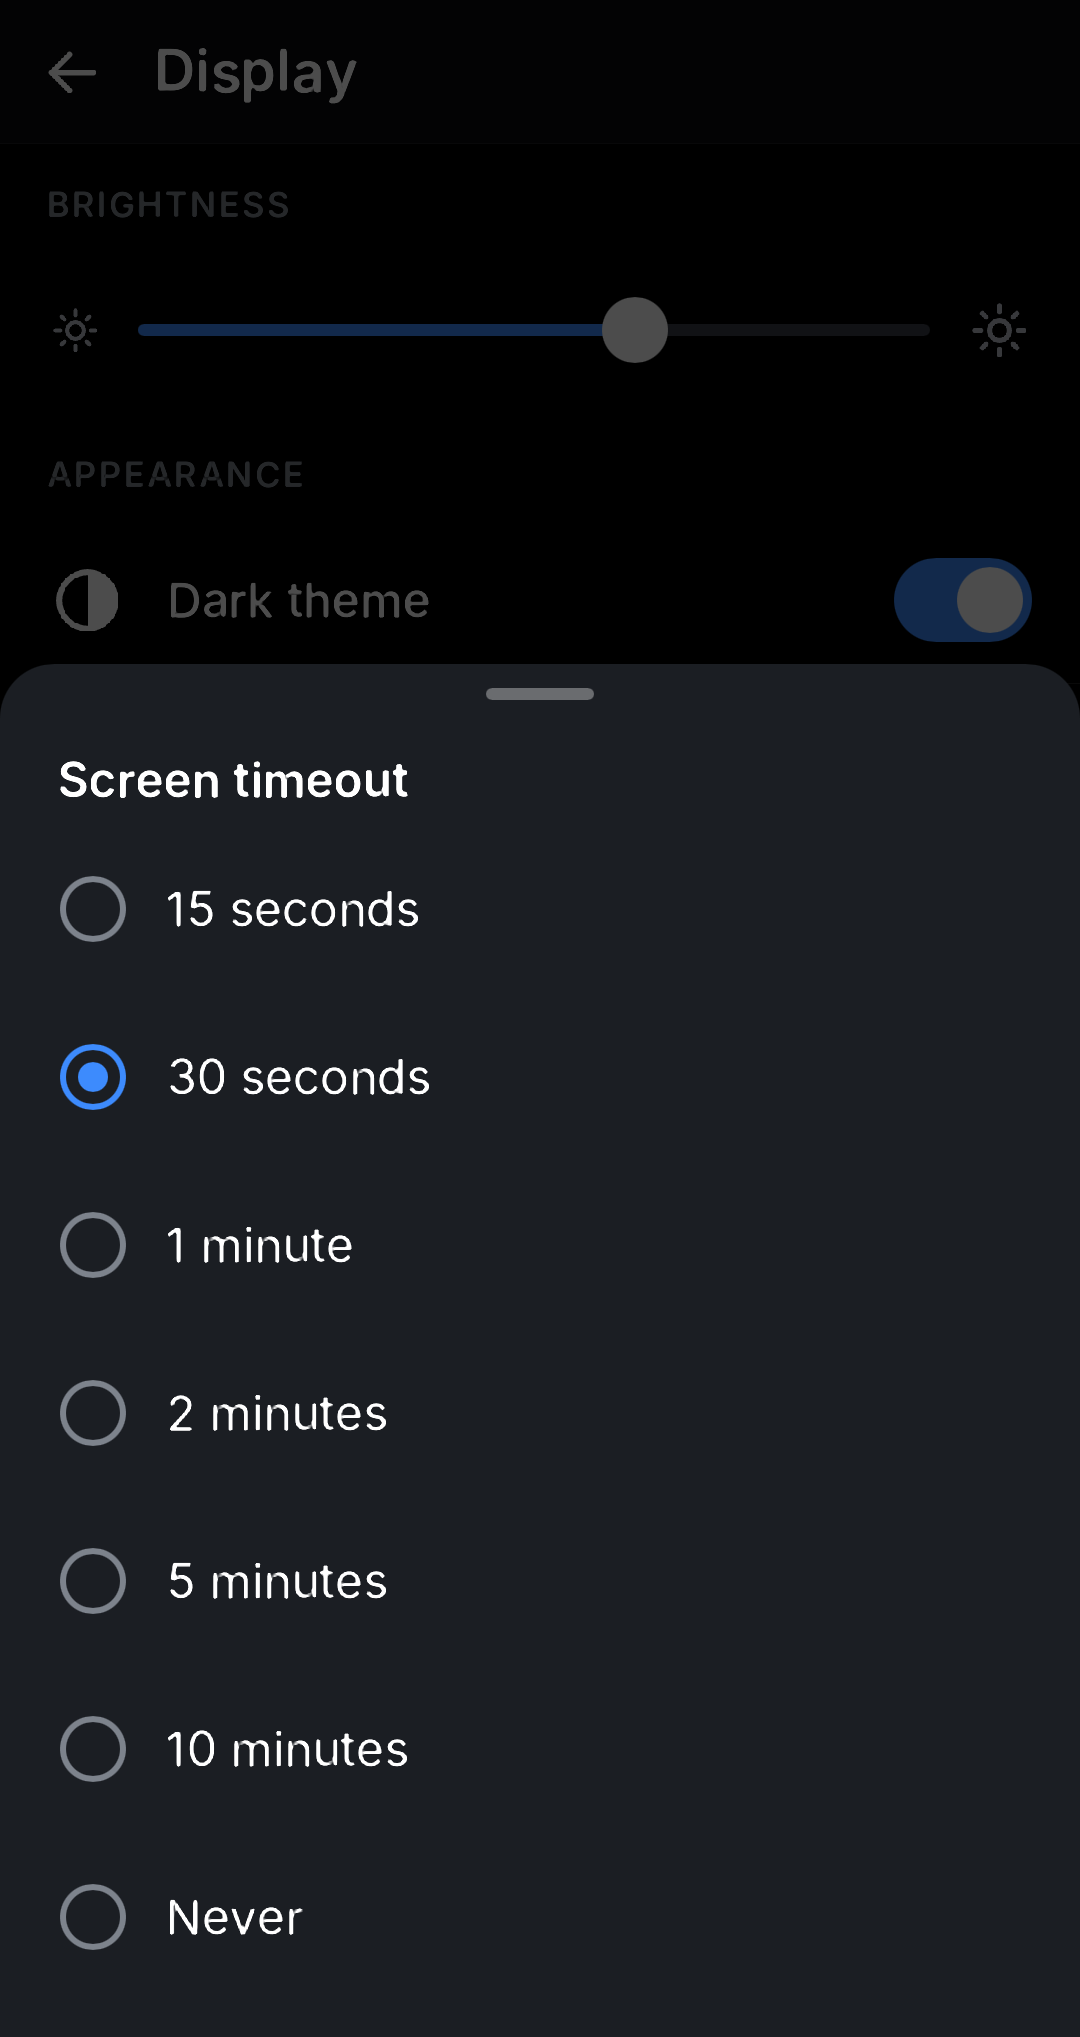 Display
BRIGHTNESS
APPEARANCE
Dark theme
Screen timeout
15 seconds
30 seconds
1 minute
2 minutes
5 minutes
10 minutes
Never